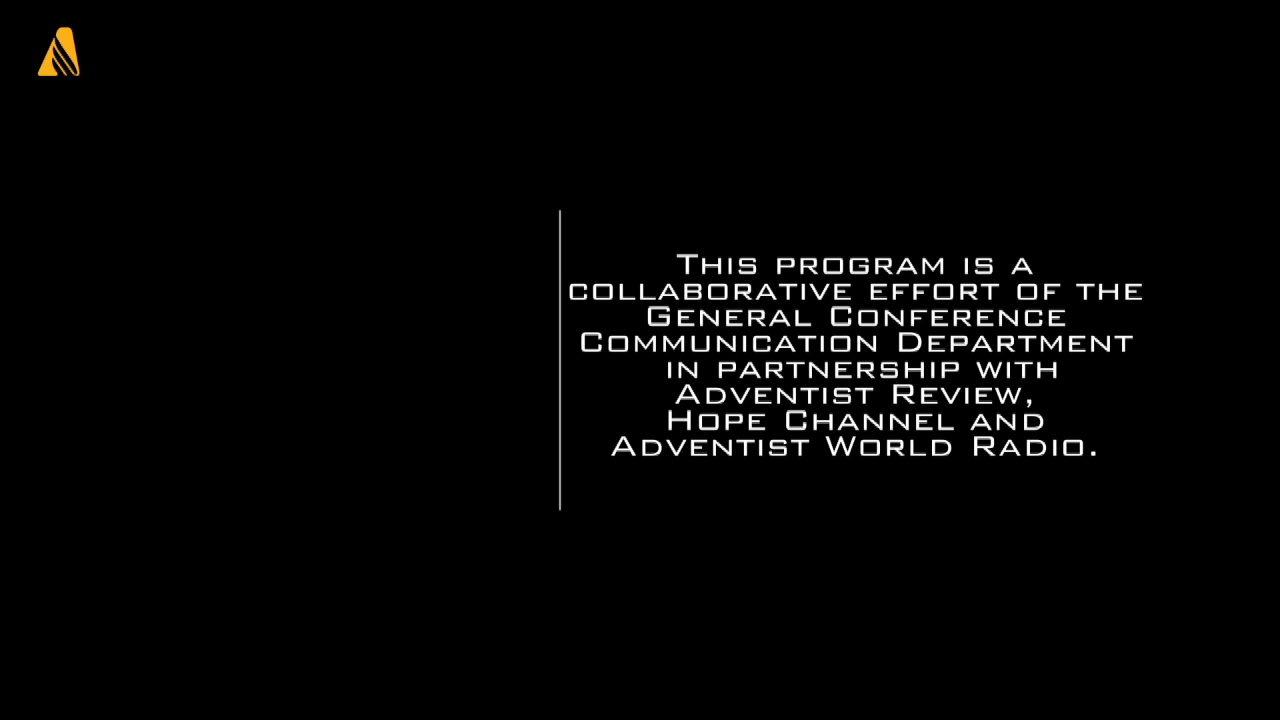 This program is a
collaborative effort of the
General Conference
Communication Department
in partnership with
Adventist Review,
Hope Channel and
Adventist World Radio.